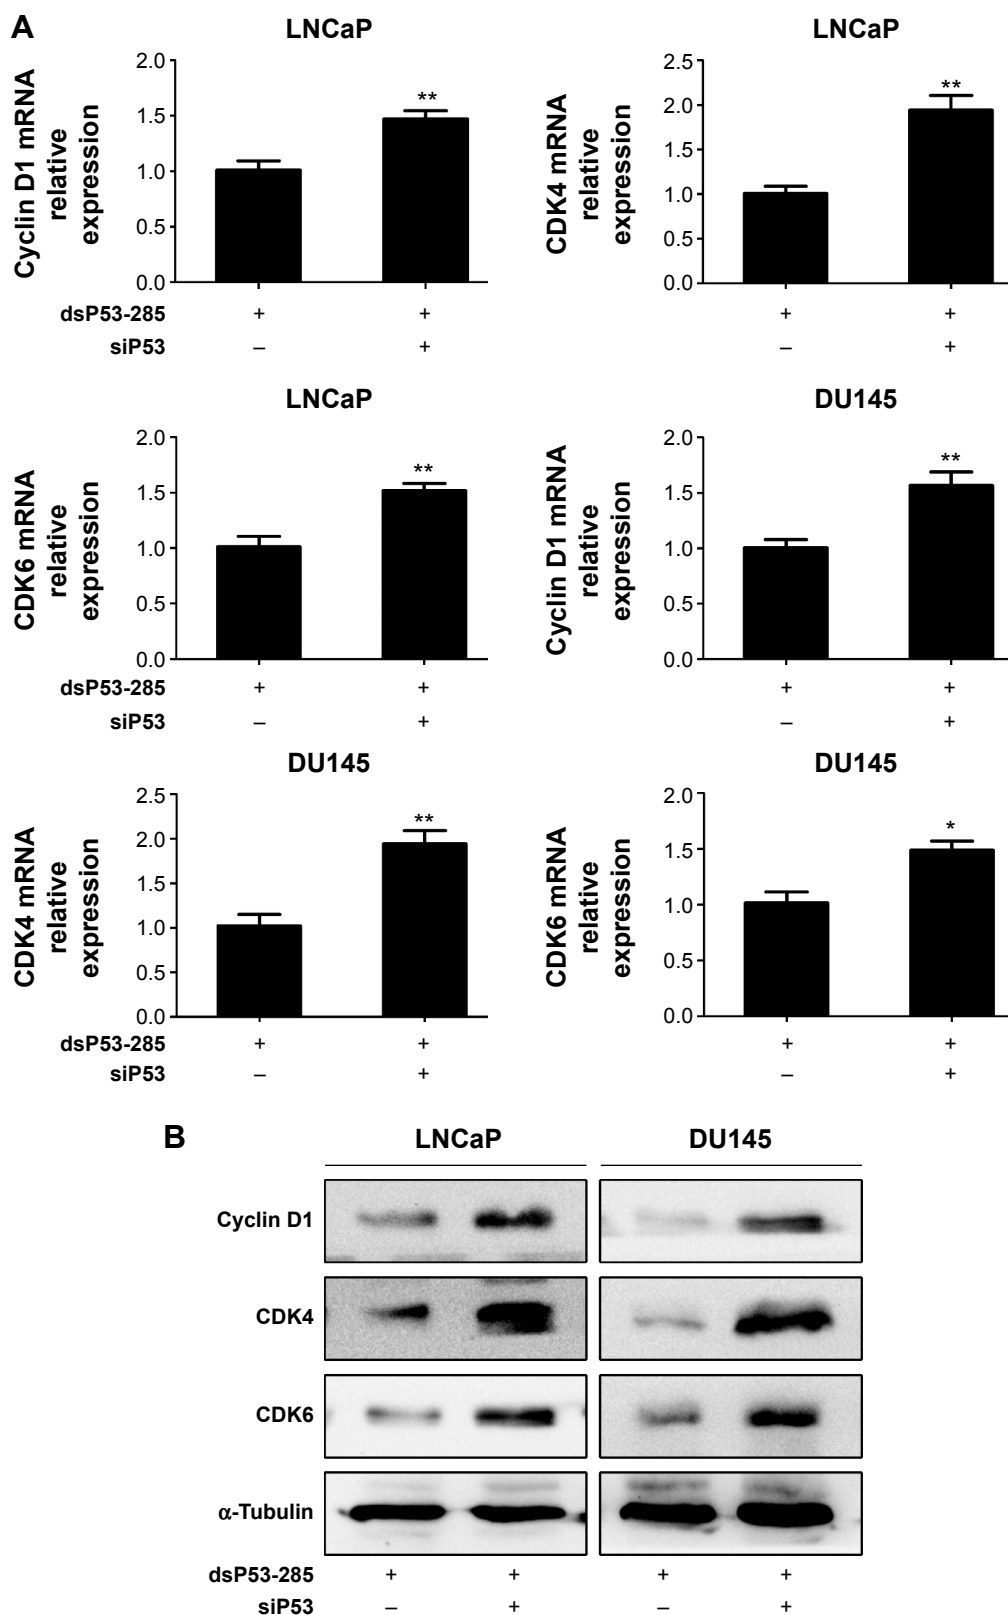 A
LNCaP
Cyclin D1 mRNA
relative
expression
2.0
1.5
1.0
0.5
0.0
**
dsP53-285 + +
siP53 – +
LNCaP
CDK4 mRNA
relative
expression
2.5
2.0
1.5
1.0
0.5
0.0
**
+ +
– +
LNCaP
CDK6 mRNA
relative
expression
2.0
1.5
1.0
0.5
0.0
**
dsP53-285 + +
siP53 – +
DU145
Cyclin D1 mRNA
relative
expression
2.0
1.5
1.0
0.5
0.0
**
+ +
– +
DU145
CDK4 mRNA
relative
expression
2.5
2.0
1.5
1.0
0.5
0.0
**
dsP53-285 + +
siP53 – +
DU145
CDK6 mRNA
relative
expression
2.0
1.5
1.0
0.5
0.0
*
+ +
– +
B
LNCaP DU145
Cyclin D1
CDK4
CDK6
α-Tubulin
dsP53-285 + + + +
siP53 – + – +